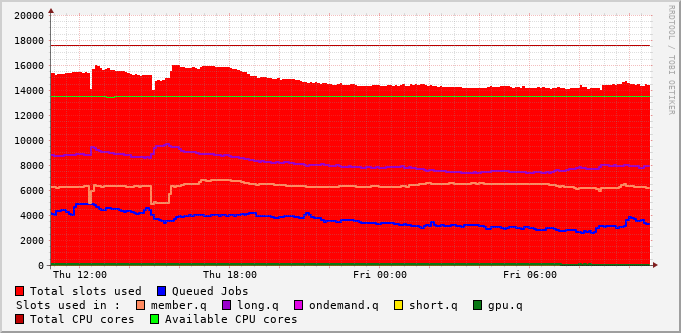 20000
18000
16000
14000
12000
10000
8000
6000
4000
2000
0
Thu 12:00 Thu 18:00 Fri 00:00 Fri 06:00
RRDTOOL / TOBI OETIKER
Total slots used Queued Jobs
Slots used in : member.q long.q ondemand.q short.q gpu.q
Total CPU cores Available CPU cores